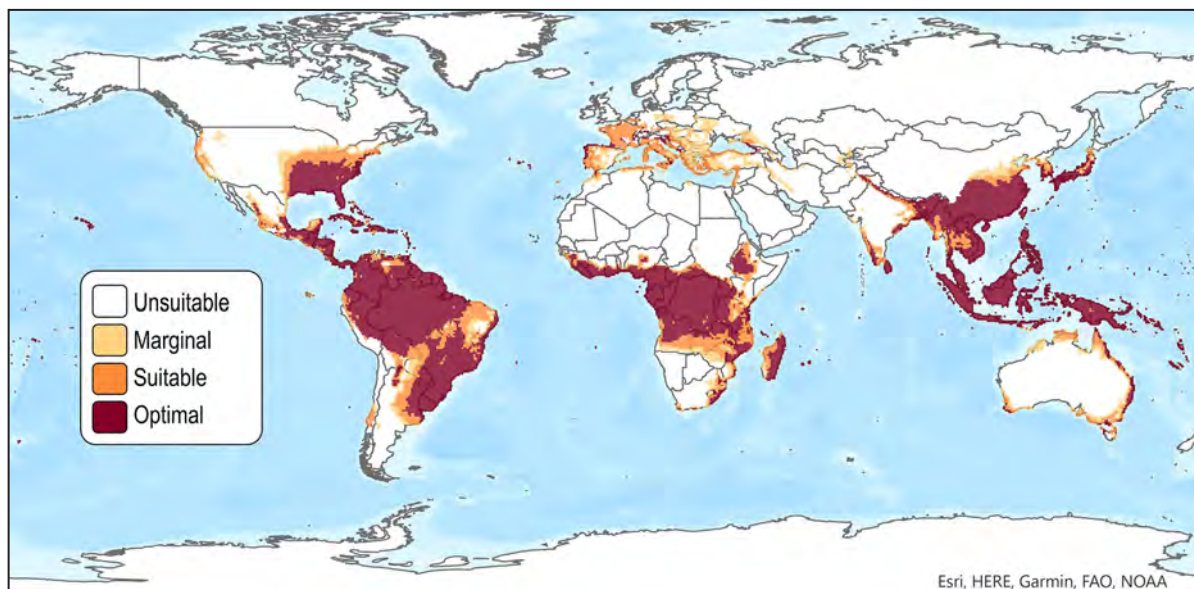 Unsuitable
Marginal
Suitable
Optimal
Esri, HERE, Garmin, FAO, NOAA